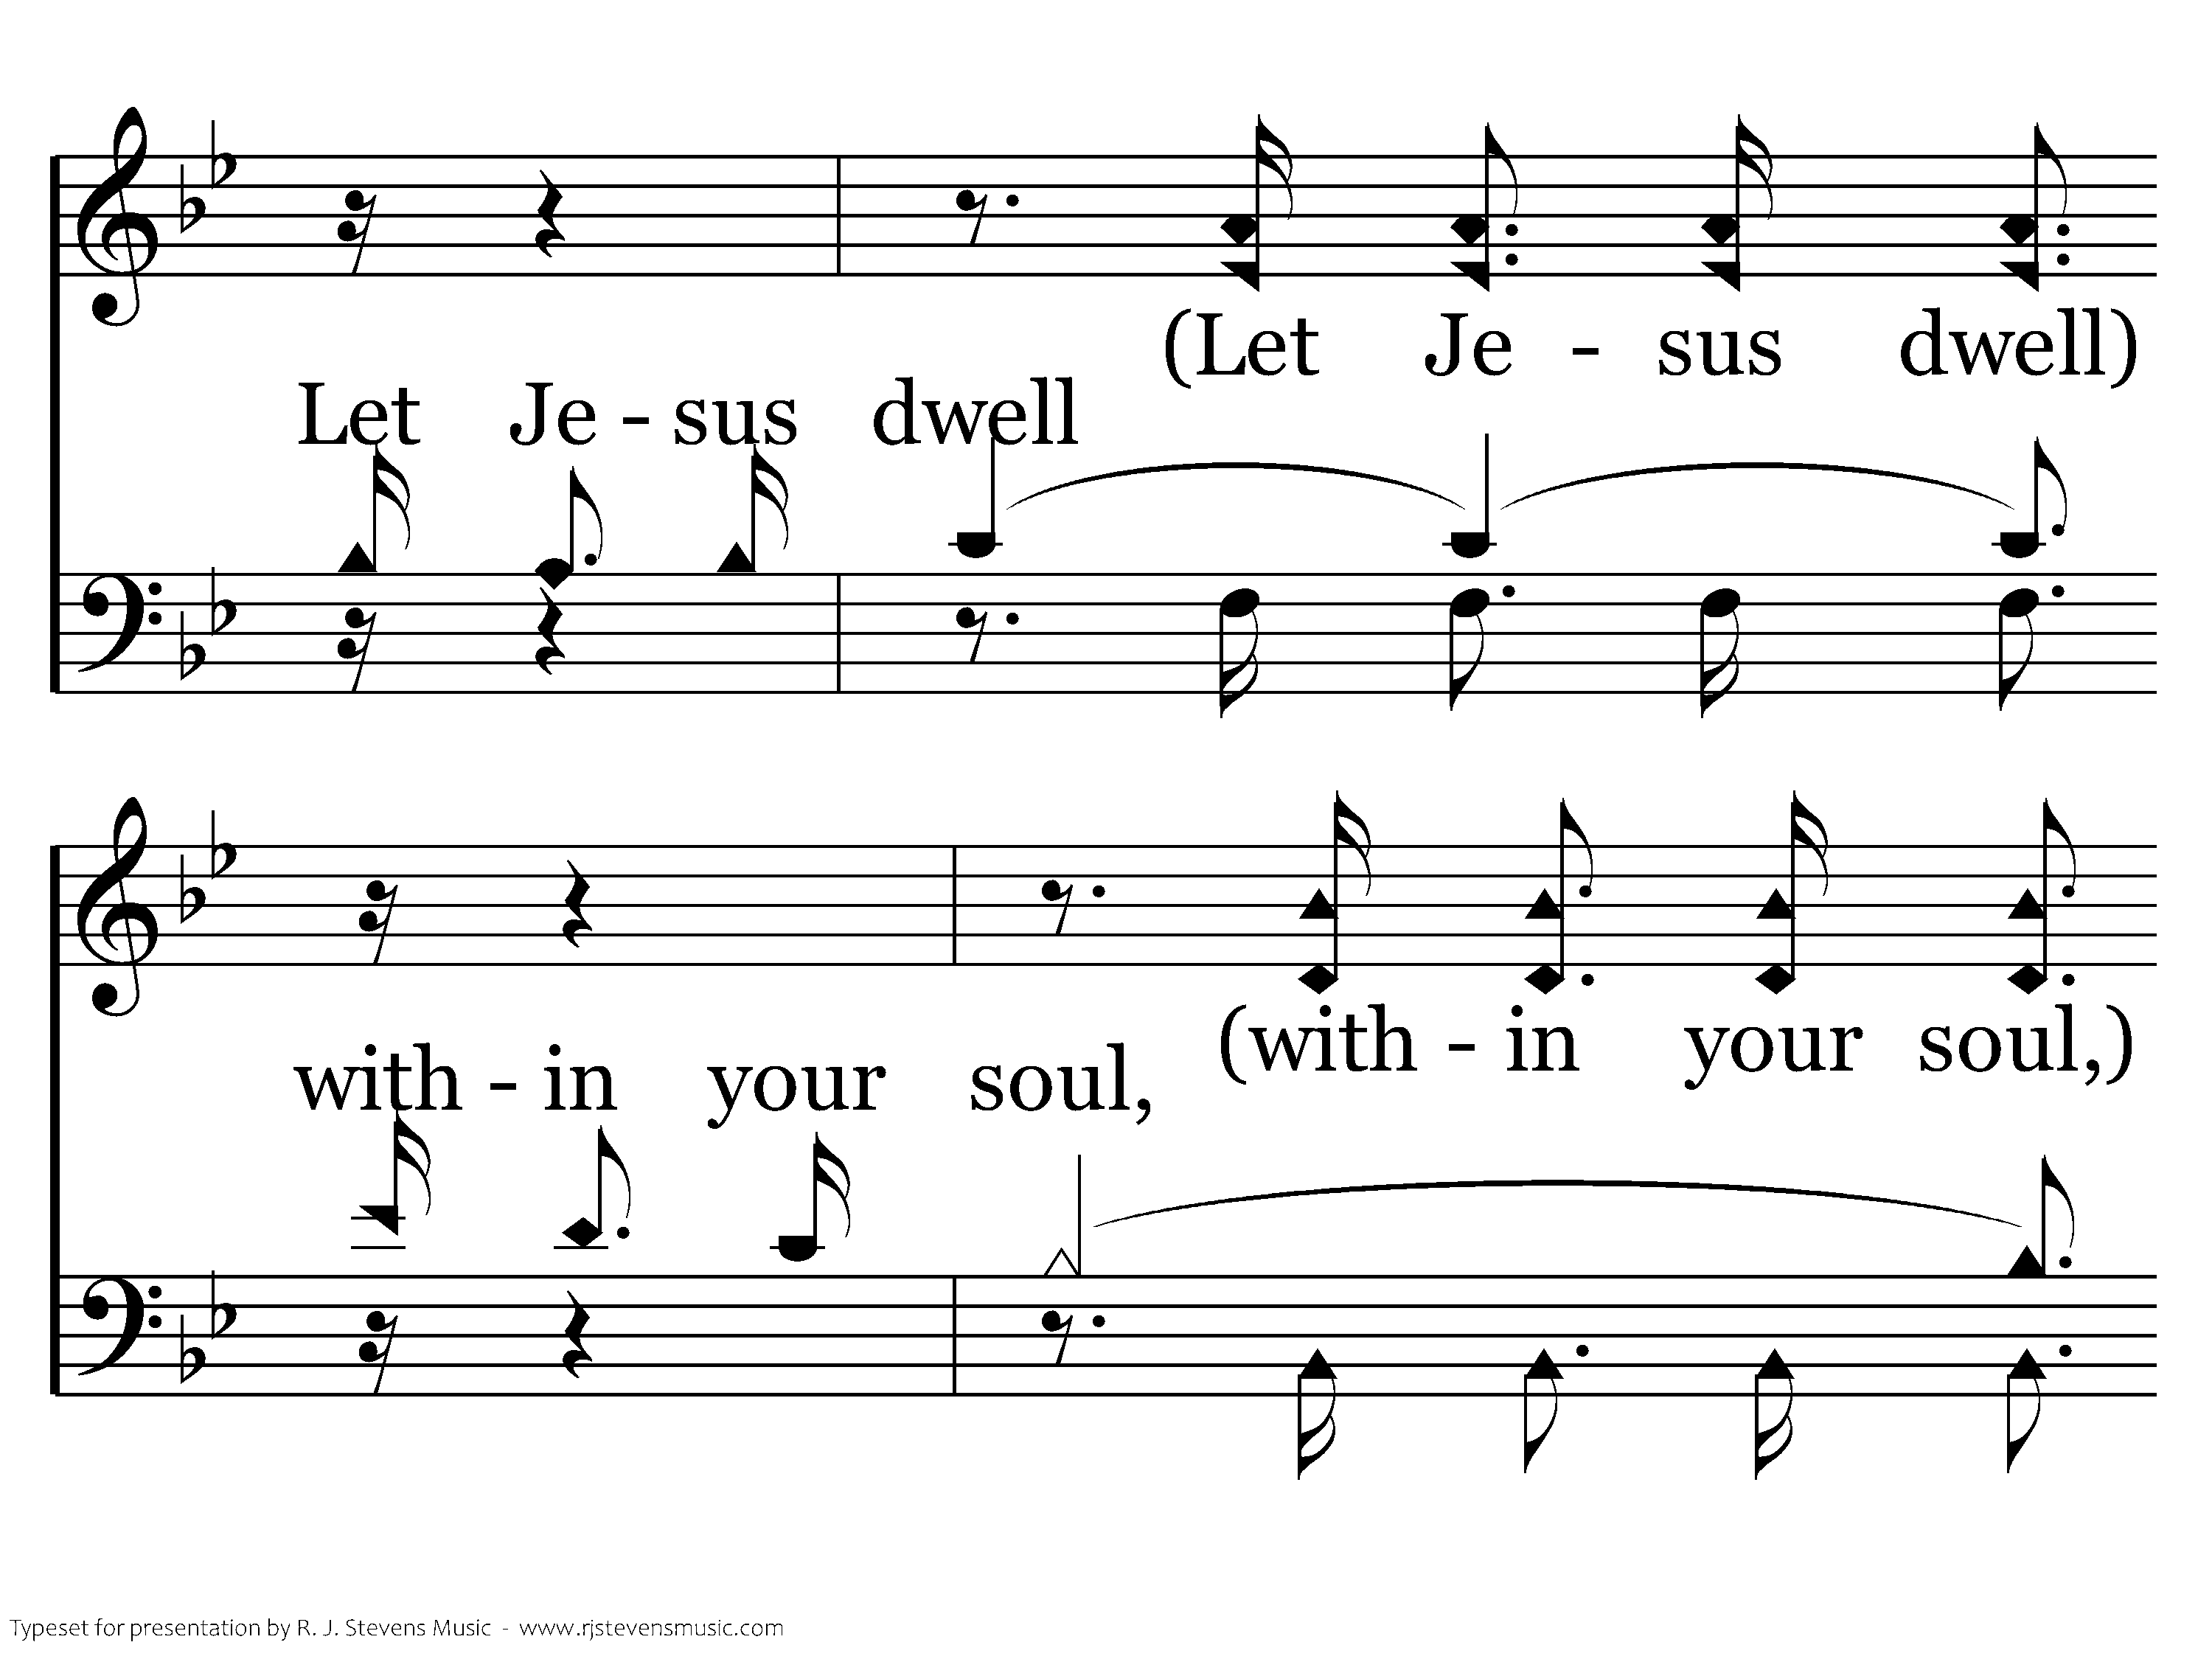 (Let Je - sus dwell)
Let Je - sus dwell
(with - in your soul,)
with - in your soul,
Typeset for presentation by R. J. Stevens Music - www.rjstevensmusic.com